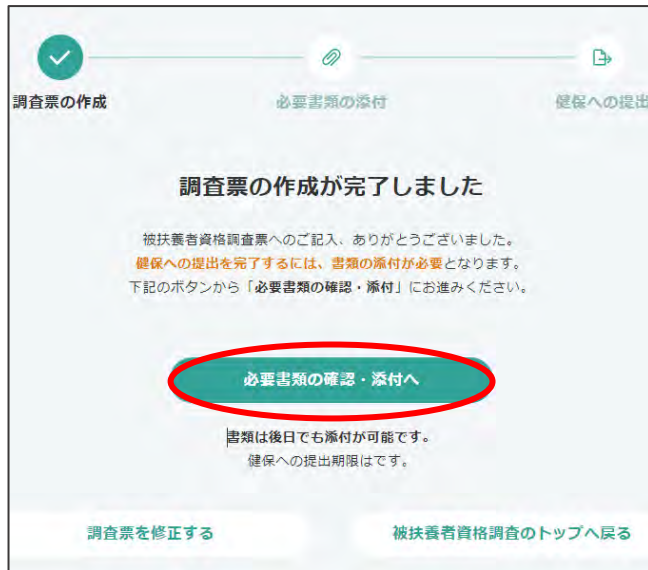 調査票の作成
必要書類の添付
健保への提出
調査票の作成が完了しました
被扶養者資格調査票へのご記入、ありがとうございました。
健保への提出を完了するには、書類の添付が必要となります。
下記のボタンから「必要書類の確認・添付」にお進みください。
必要書類の確認・添付へ
書類は後日でも添付が可能です。
健保への提出期限はです。
調査票を修正する
被扶養者資格調査のトップへ戻る